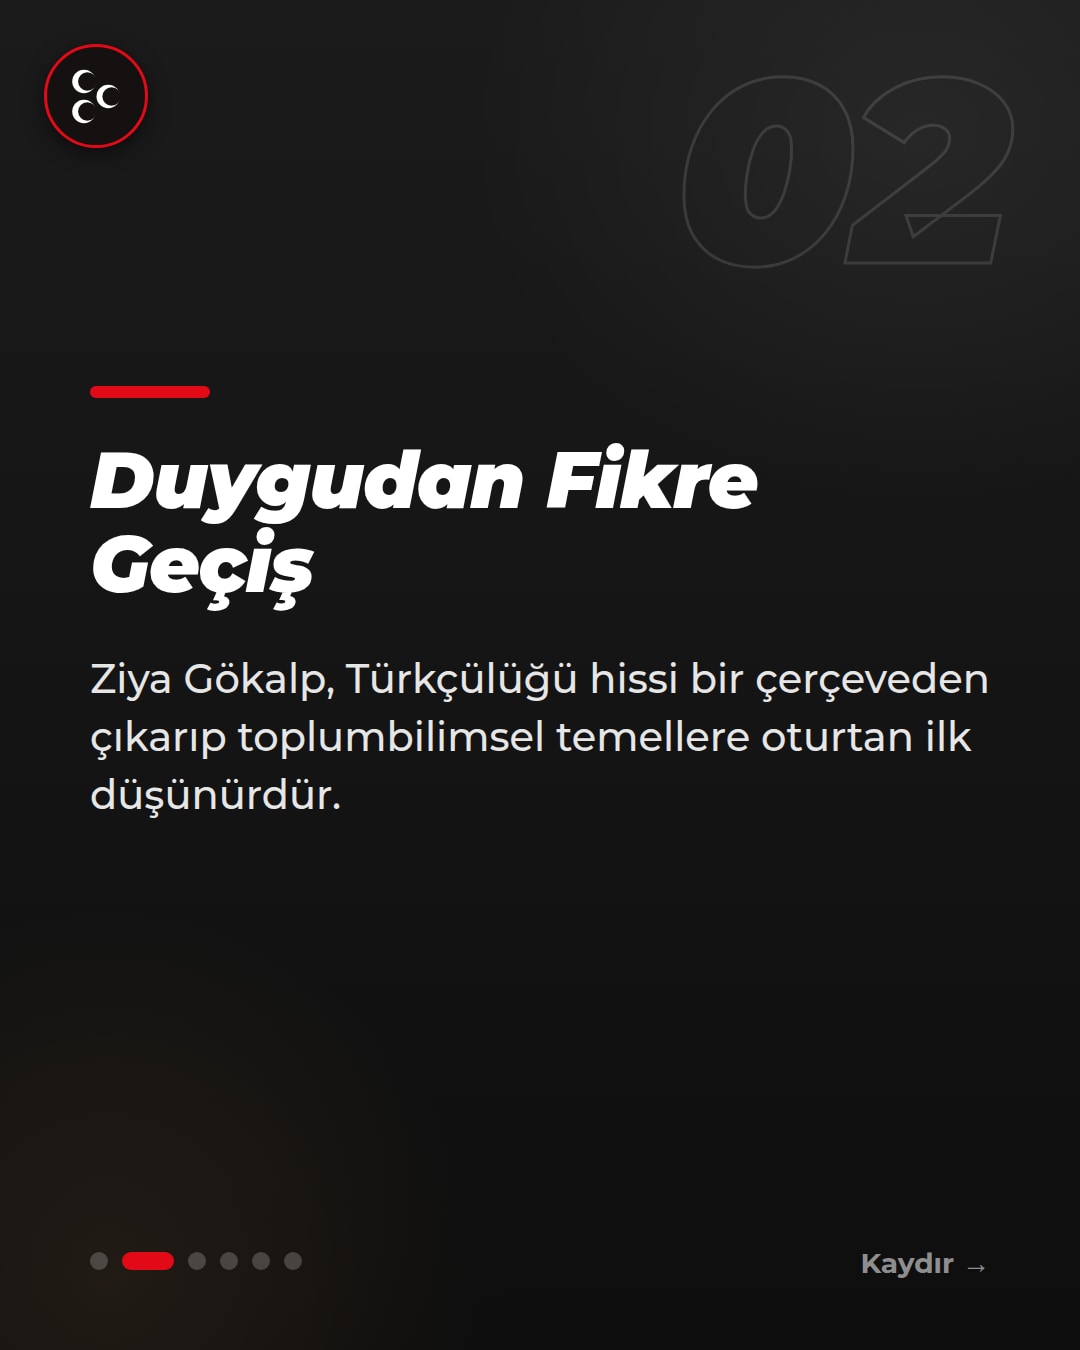 02
Duygudan Fikre
Geçiş
Ziya Gökalp, Türkçülüğü hissi bir çerçeveden
çıkarıp toplumbilimsel temellere oturtan ilk
düşünürdür.
Kaydır →